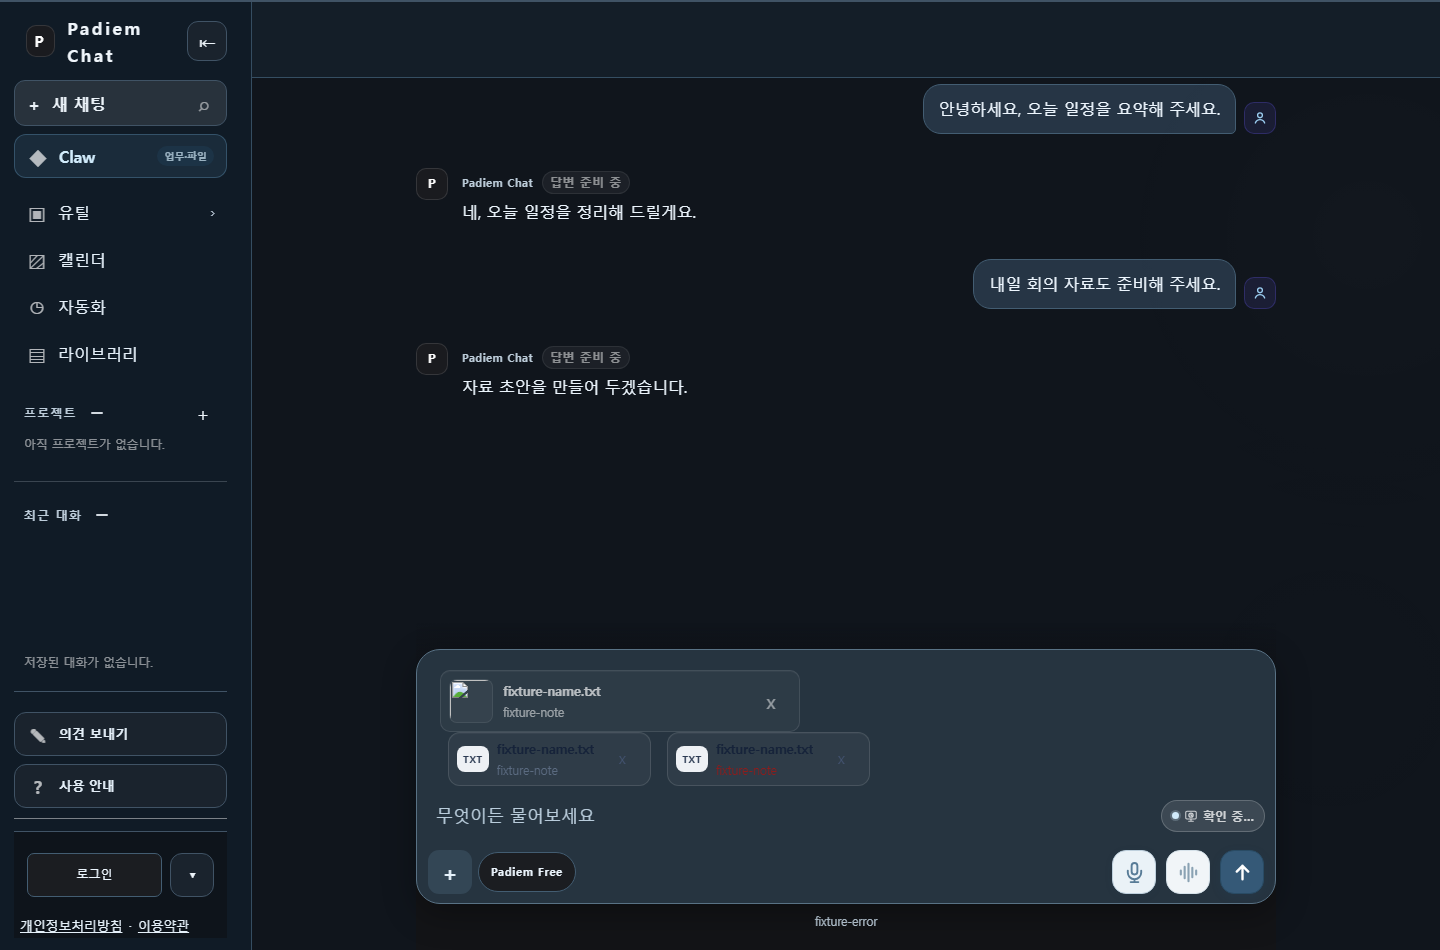 P Padiem
Chat
+ 새 채팅
Claw 업무·파일
유틸 ›
캘린더
자동화
라이브러리
프로젝트 — +
아직 프로젝트가 없습니다.
최근 대화 —
저장된 대화가 없습니다.
의견 보내기
? 사용 안내
로그인 ▼
개인정보처리방침 · 이용약관
안녕하세요, 오늘 일정을 요약해 주세요.
P Padiem Chat 답변 준비 중
네, 오늘 일정을 정리해 드릴게요.
내일 회의 자료도 준비해 주세요.
P Padiem Chat 답변 준비 중
자료 초안을 만들어 두겠습니다.
fixture-name.txt
fixture-note X
TXT fixture-name.txt X
fixture-note
TXT fixture-name.txt X
fixture-note
무엇이든 물어보세요
확인 중...
+ Padiem Free
fixture-error